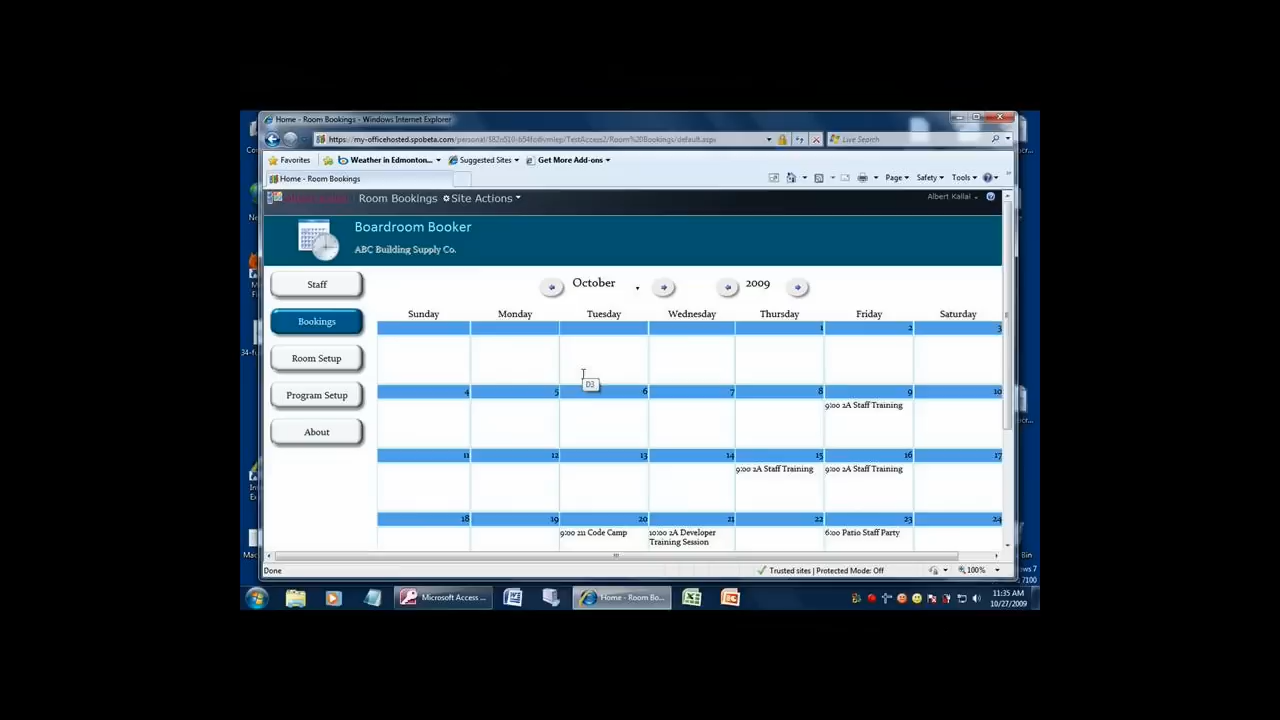 Home - Room Bookings - Windows Internet Explorer
Live Search
Favorites
Weather in Edmonton...
Suggested Sites
Get More Add-ons
Home - Room Bookings
Page
Safety
Tools
Room Bookings
Site Actions
Albert Kallal
Boardroom Booker
ABC Building Supply Co.
Staff
Bookings
Room Setup
Program Setup
About
October
2009
Sunday Monday Tuesday Wednesday Thursday Friday Saturday
1 2 3
D3
4 5 6 7 8 9 10
9:00 2A Staff Training
11 12 13 14 15 16 17
9:00 2A Staff Training 9:00 2A Staff Training
18 19 20 21 22 23 24
9:00 211 Code Camp 10:00 2A Developer 6:00 Patio Staff Party
Training Session
Done
Trusted sites | Protected Mode: Off
100%
Microsoft Access ...
Home - Room Bo...
11:35 AM
10/27/2009